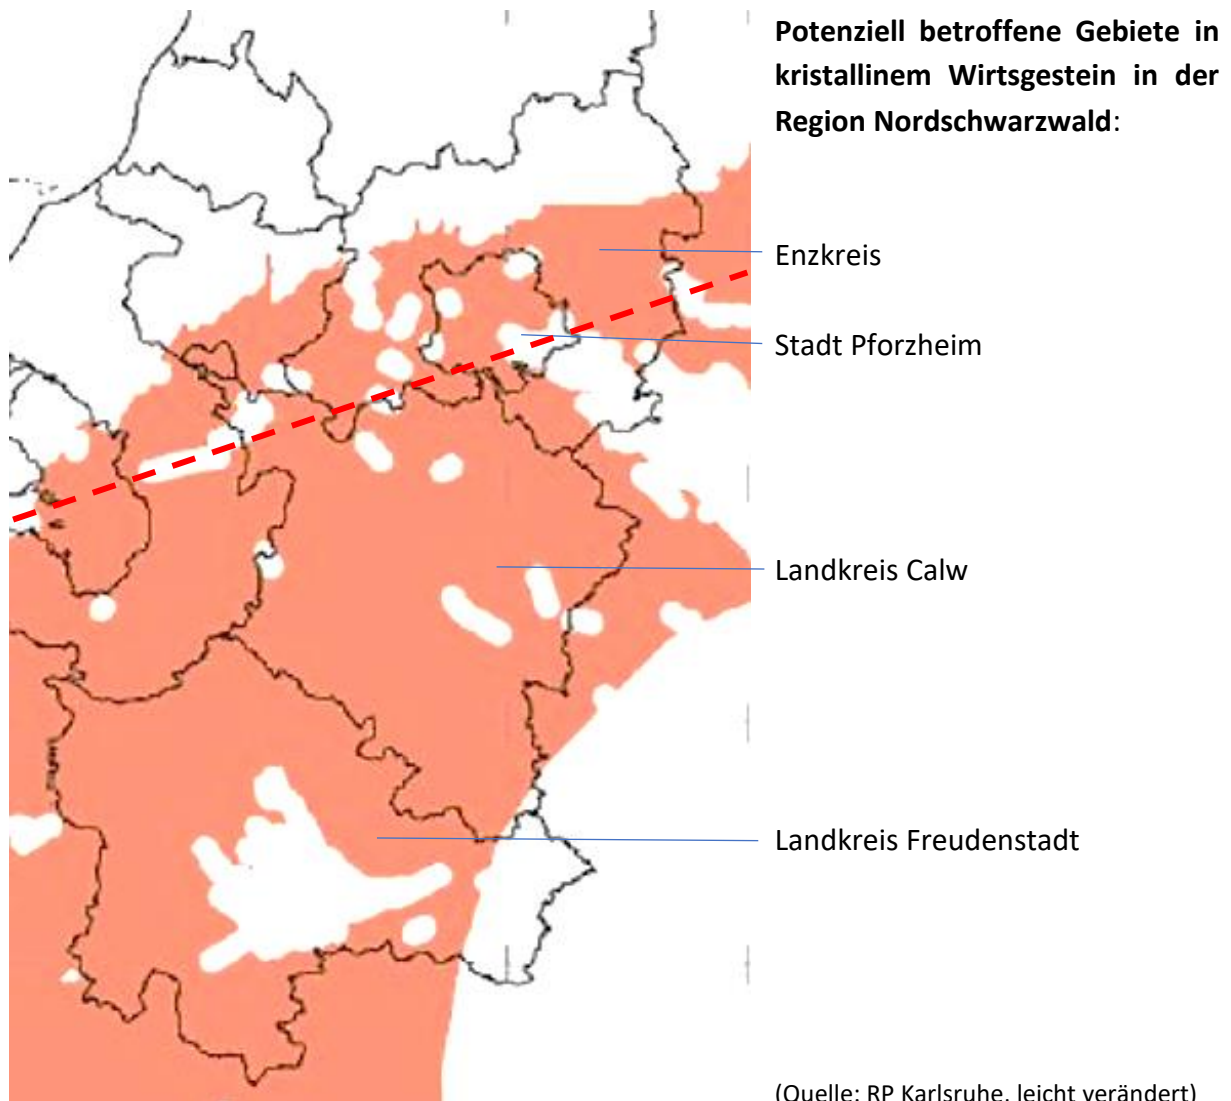 Potenziell betroffene Gebiete in
kristallinem Wirtsgestein in der
Region Nordschwarzwald:
Enzkreis
Stadt Pforzheim
Landkreis Calw
Landkreis Freudenstadt
(Quelle: RP Karlsruhe, leicht verändert)